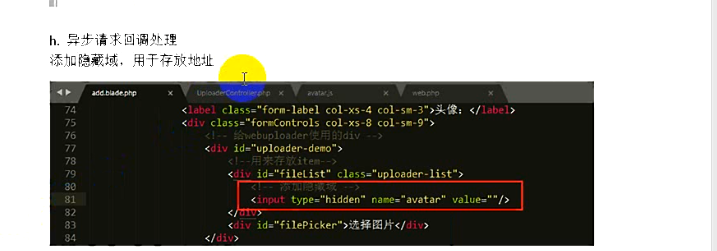 h. 异步请求回调处理
添加隐藏域，用于存放地址
add.blade.php × UploaderController.php × avatar.js × web.php ×
74 <label class="form-label col-xs-4 col-sm-3">头像：</label>
75 <div class="formControls col-xs-8 col-sm-9">
76 <!-- 给webuploader使用的div -->
77 <div id="uploader-demo">
78 <!--用来存放item-->
79 <div id="fileList" class="uploader-list">
80 <!-- 添加隐藏域 -->
81 <input type="hidden" name="avatar" value=""/>
82 </div>
83 <div id="filePicker">选择图片</div>
84 </div>